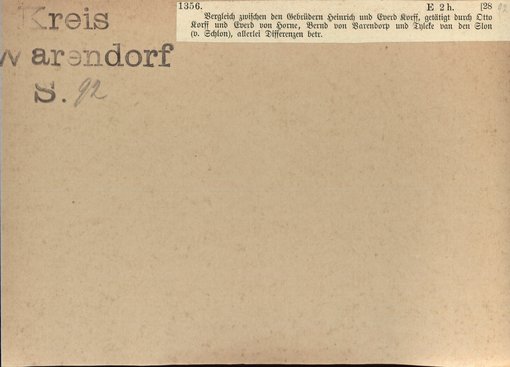 Kreis
Warendorf
S. 92
1356. E 2 h. [28
Vergleich zwischen den Gebrüdern Heinrich und Everd Korff, getätigt durch Otto
Korff und Everd von Horne, Bernd von Varendorp und Tyleke van den Slon
(v. Schlon), allerlei Differenzen betr.